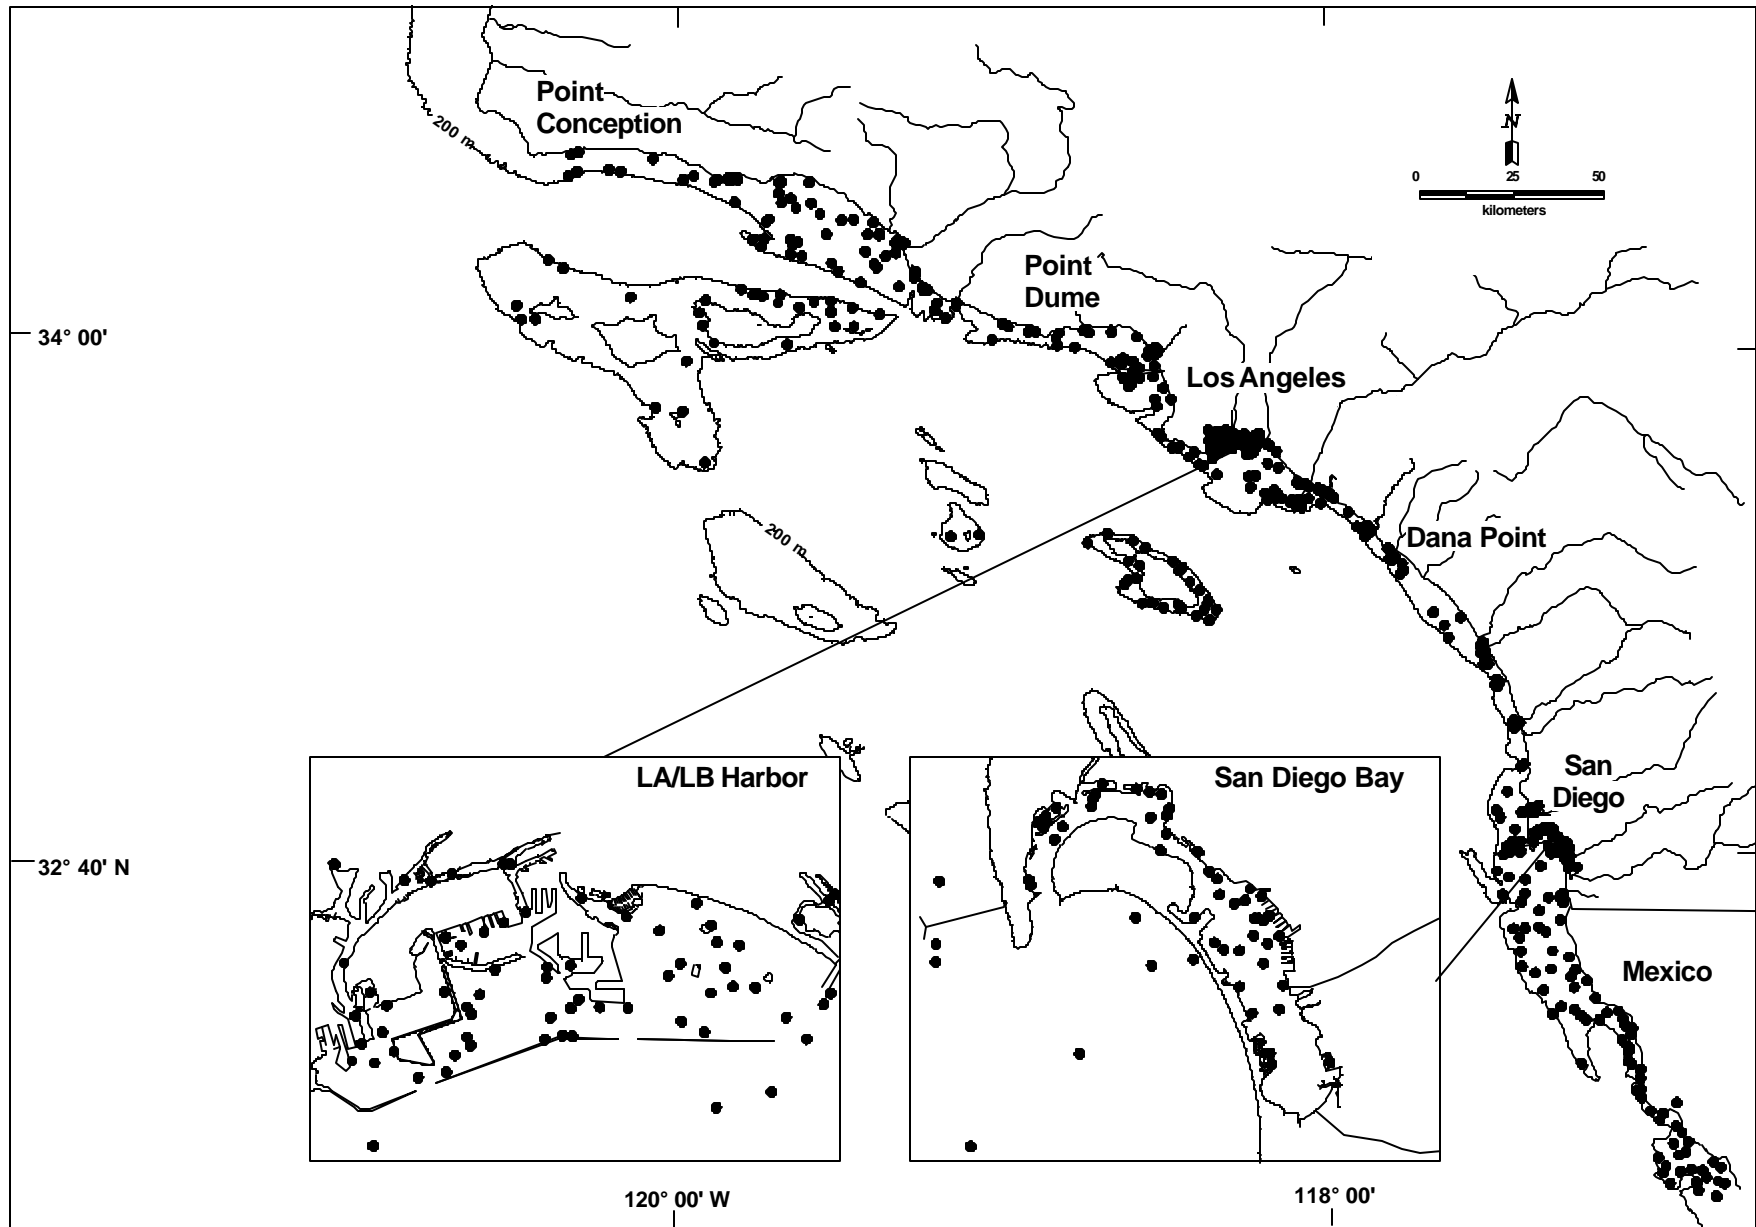 Point
Conception
200 m
N
0 25 50
kilometers
Point
Dume
34° 00'
Los Angeles
200 m
Dana Point
LA/LB Harbor
San Diego Bay
San
Diego
32° 40' N
Mexico
120° 00' W
118° 00'